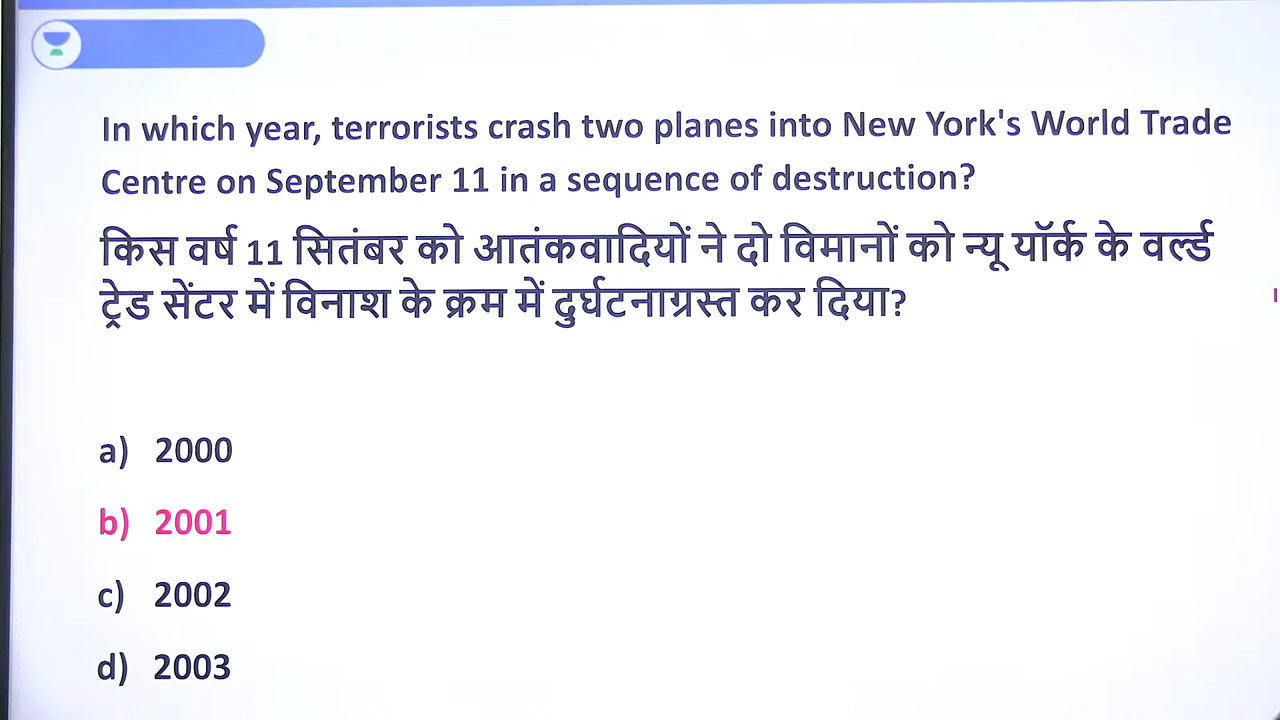 In which year, terrorists crash two planes into New York's World Trade
Centre on September 11 in a sequence of destruction?
किस वर्ष 11 सितंबर को आतंकवादियों ने दो विमानों को न्यू यॉर्क के वर्ल्ड
ट्रेड सेंटर में विनाश के क्रम में दुर्घटनाग्रस्त कर दिया?
a) 2000
b) 2001
c) 2002
d) 2003